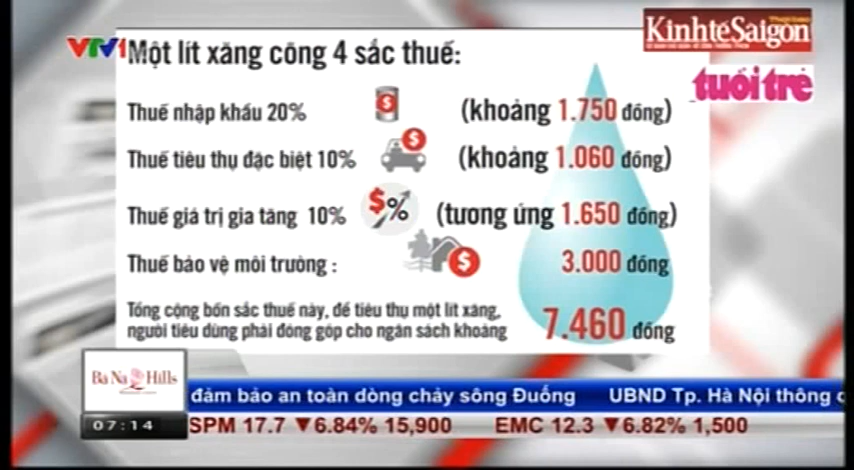 VTV1
Một lít xăng cõng 4 sắc thuế:
Thời báo
Kinh tế Saigon
tuổi trẻ
Thuế nhập khẩu 20% $ (khoảng 1.750 đồng)
Thuế tiêu thụ đặc biệt 10% $ (khoảng 1.060 đồng)
Thuế giá trị gia tăng 10% $% (tương ứng 1.650 đồng)
Thuế bảo vệ môi trường : $ 3.000 đồng
Tổng cộng bốn sắc thuế này, để tiêu thụ một lít xăng,
người tiêu dùng phải đóng góp cho ngân sách khoảng 7.460 đồng
Ba Na Hills
đảm bảo an toàn dòng chảy sông Đuống UBND Tp. Hà Nội thông
07:14
SPM 17.7 ▼6.84% 15,900 EMC 12.3 ▼6.82% 1,500